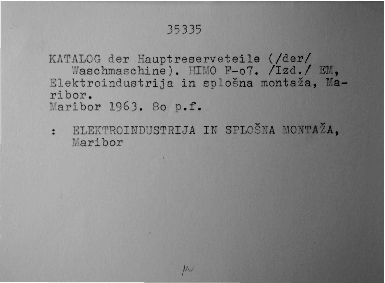 35335
KATALOG der Hauptreserveteile (/der/
Waschmaschine). HIMO F-o7. /Izd./ EM,
Elektroindustrija in splošna montaža, Ma-
ribor.
Maribor 1963. 8o p.f.
: ELEKTROINDUSTRIJA IN SPLOŠNA MONTAŽA,
Maribor